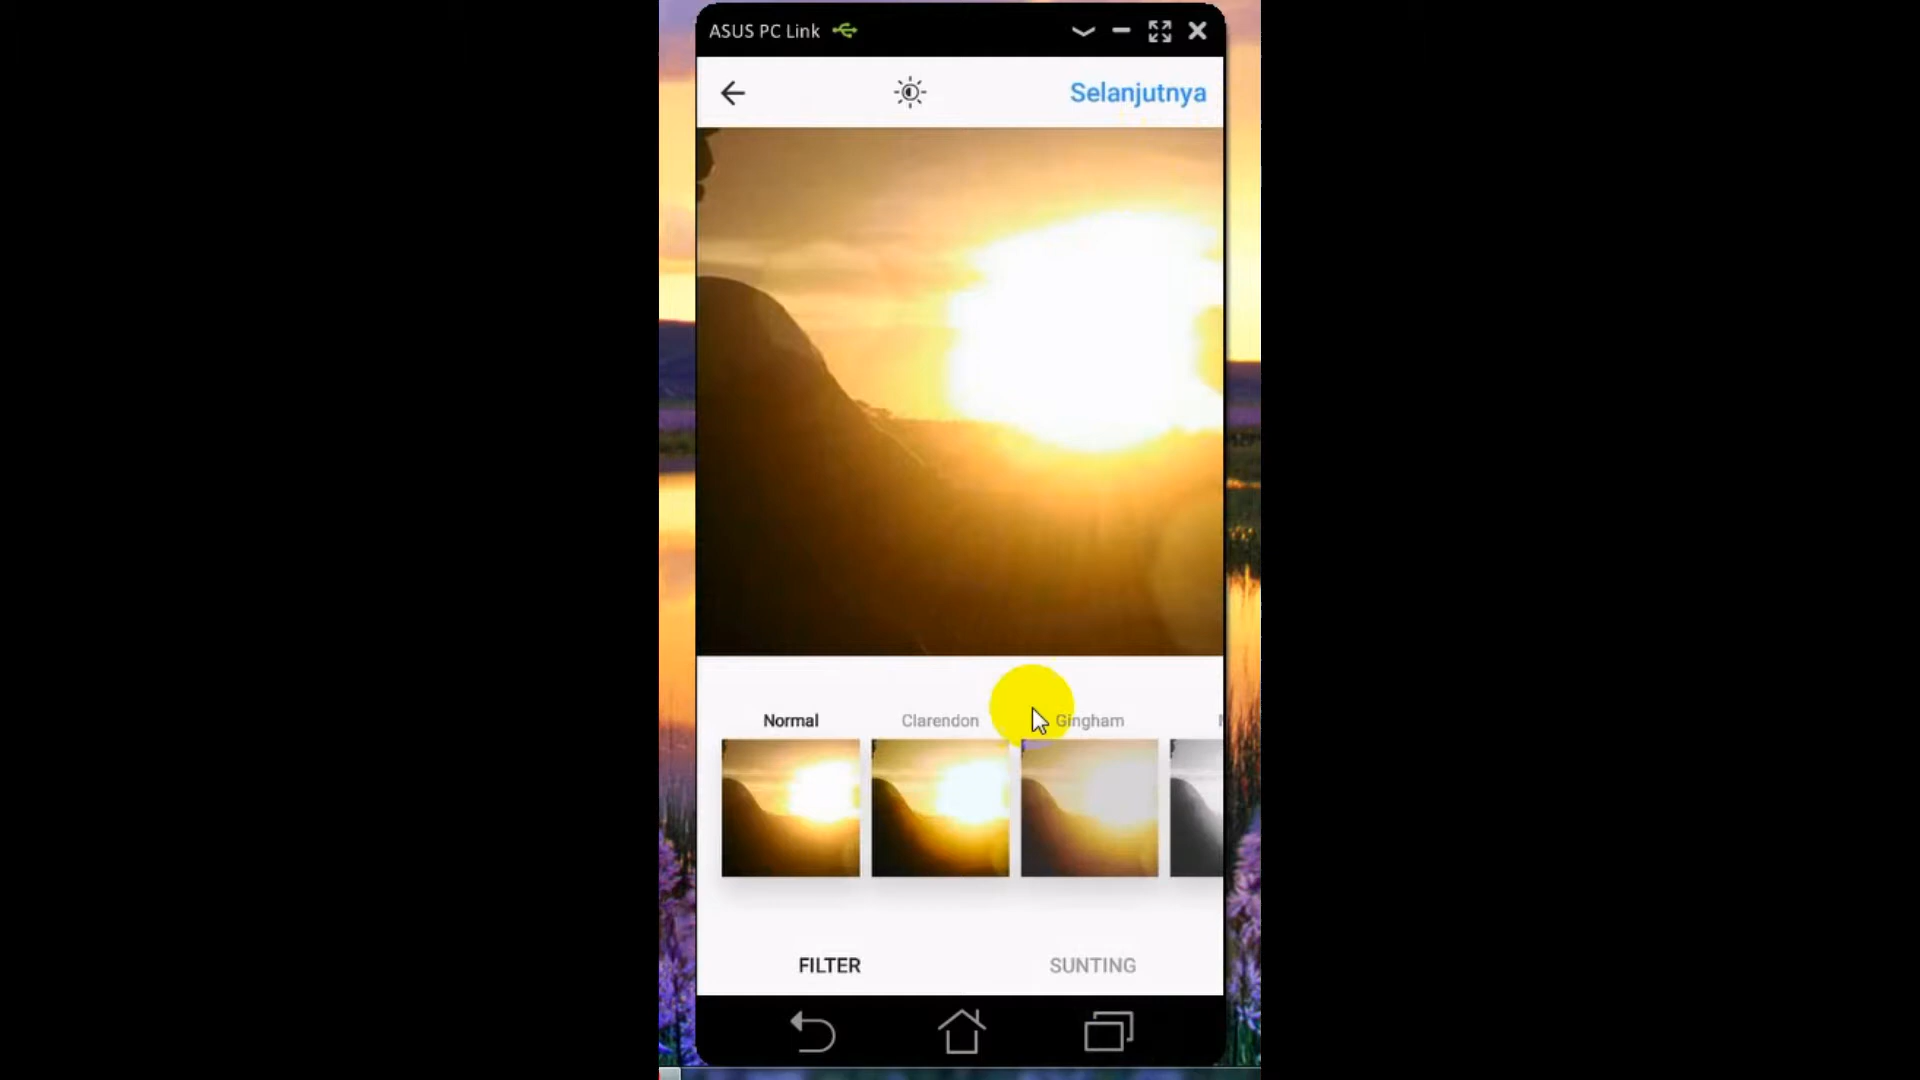 ASUS PC Link
Selanjutnya
Normal
Clarendon
Gingham
FILTER
SUNTING